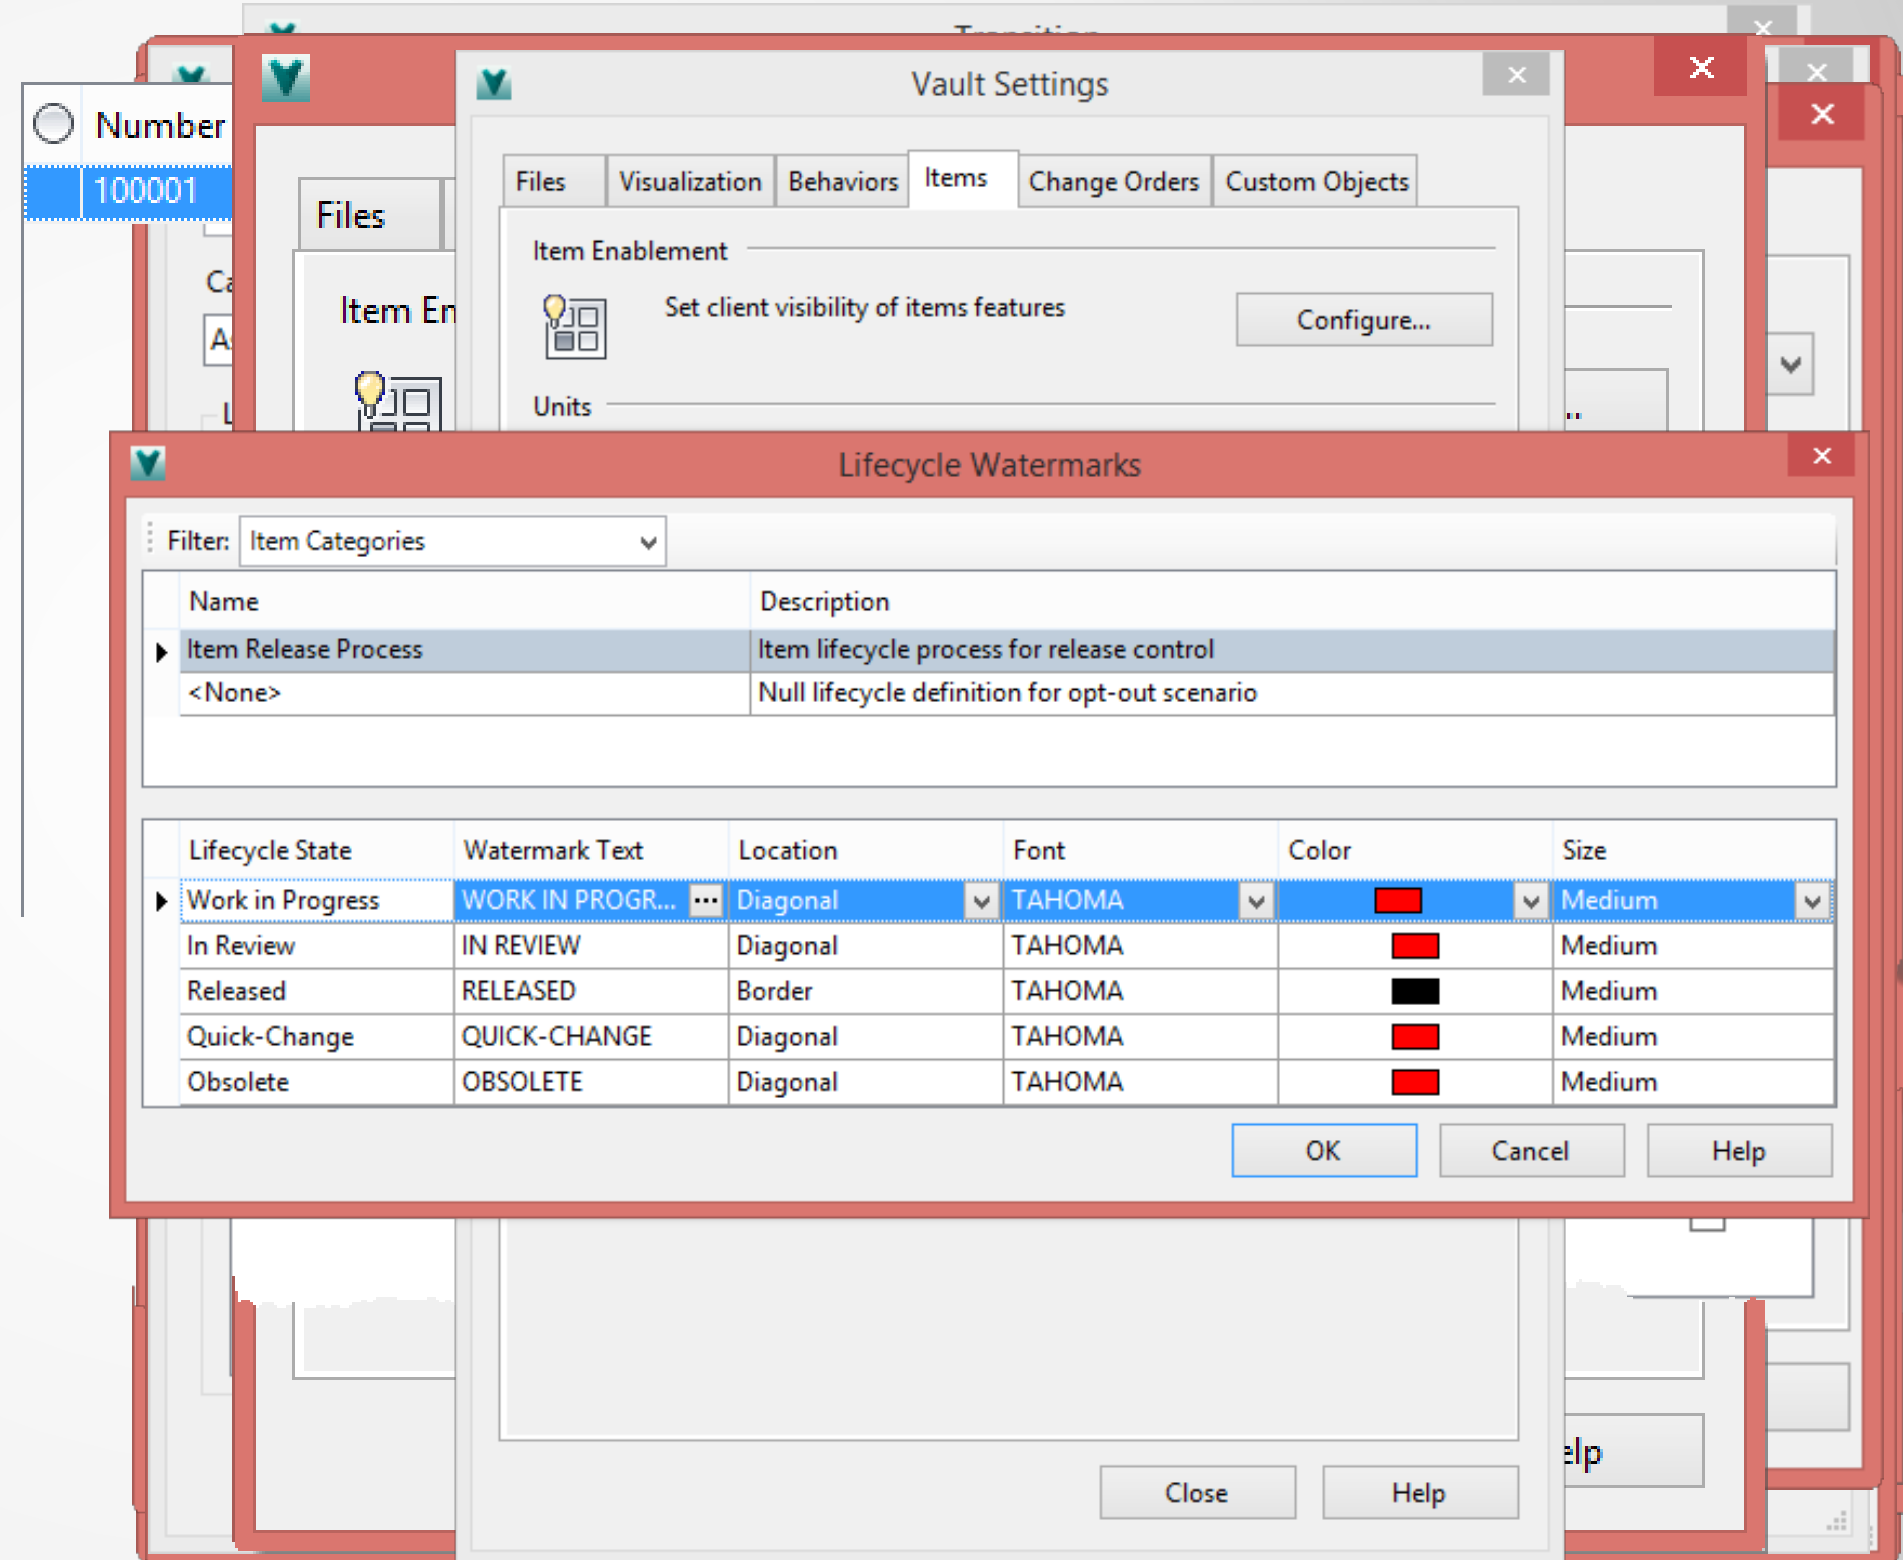 Vault Settings
Number
100001
Files
Item En
Files Visualization Behaviors Items Change Orders Custom Objects
Item Enablement
Set client visibility of items features
Configure...
Units
Lifecycle Watermarks
Filter: Item Categories
Name Description
Item Release Process Item lifecycle process for release control
<None> Null lifecycle definition for opt-out scenario
Lifecycle State Watermark Text Location Font Color Size
Work in Progress WORK IN PROGR... ... Diagonal TAHOMA Medium
In Review IN REVIEW Diagonal TAHOMA Medium
Released RELEASED Border TAHOMA Medium
Quick-Change QUICK-CHANGE Diagonal TAHOMA Medium
Obsolete OBSOLETE Diagonal TAHOMA Medium
OK Cancel Help
elp
Close Help